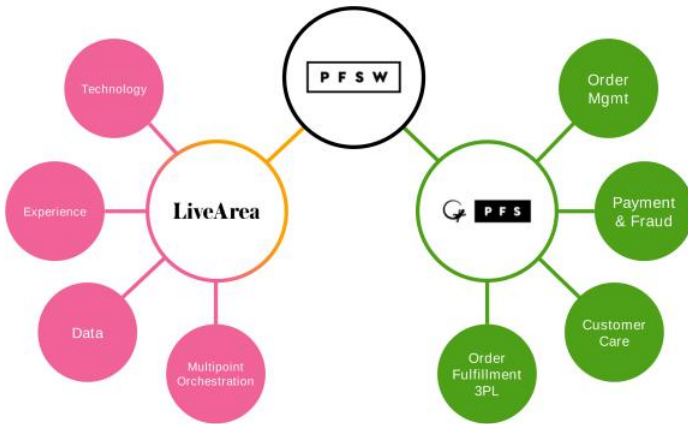 PFSW
Technology
Order
Mgmt
Experience
LiveArea
PFS
Payment
& Fraud
Data
Customer
Care
Multipoint
Orchestration
Order
Fulfillment
3PL